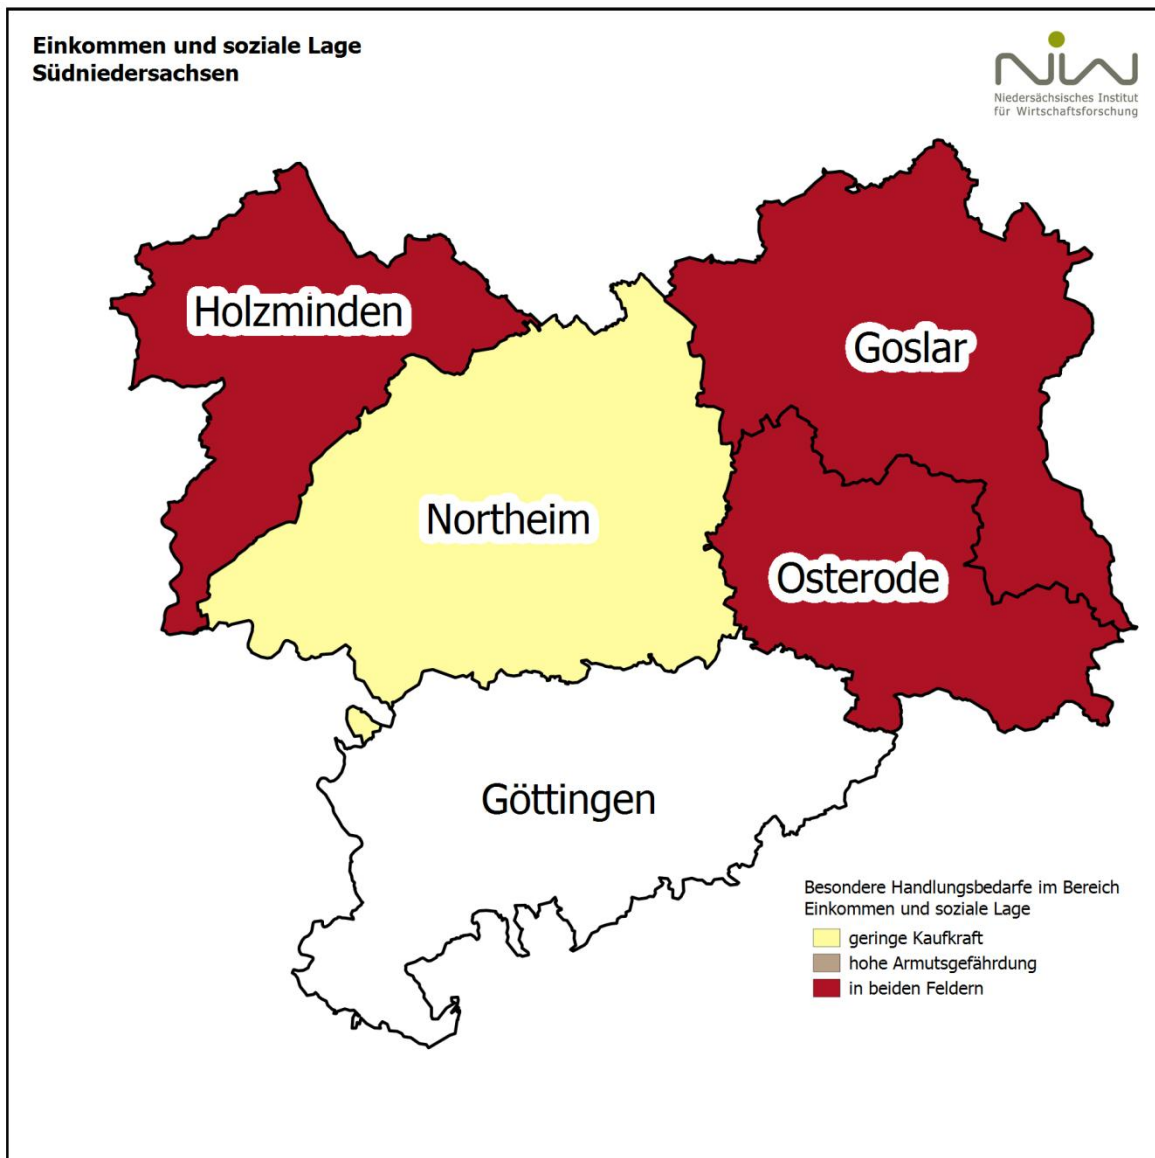 Einkommen und soziale Lage
Südniedersachsen
NIW
Niedersächsisches Institut
für Wirtschaftsforschung
Holzminden
Goslar
Northeim
Osterode
Göttingen
Besondere Handlungsbedarfe im Bereich
Einkommen und soziale Lage
geringe Kaufkraft
hohe Armutsgefährdung
in beiden Feldern